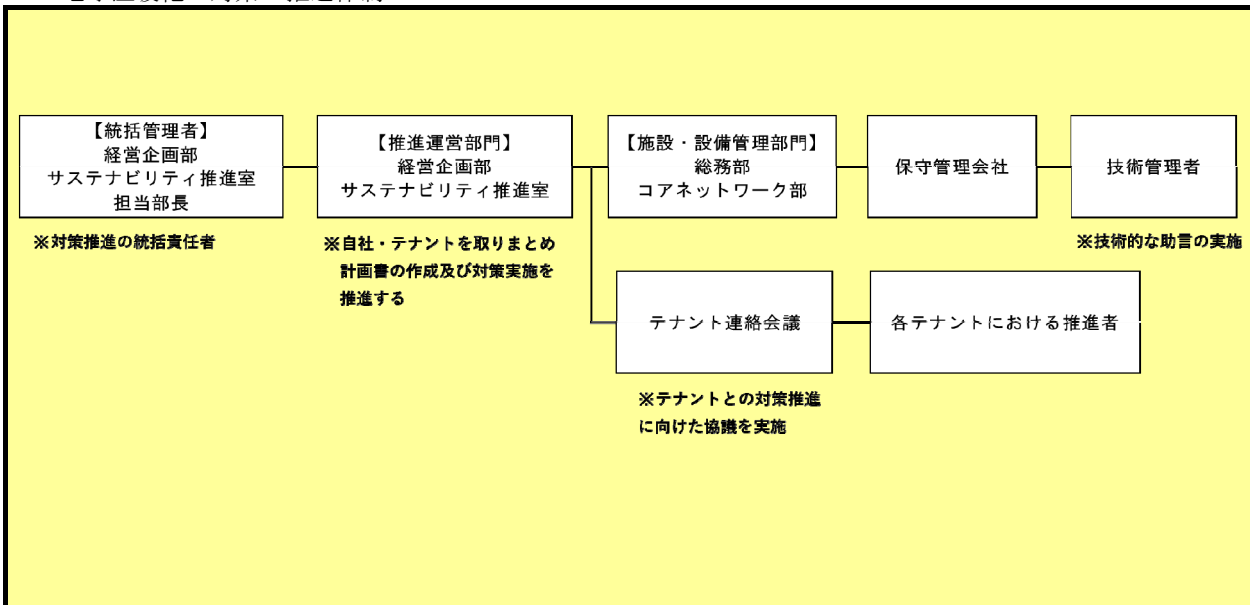 【統括管理者】
経営企画部
サステナビリティ推進室
担当部長
※対策推進の統括責任者
【推進運営部門】
経営企画部
サステナビリティ推進室
※自社・テナントを取りまとめ
計画書の作成及び対策実施を
推進する
【施設・設備管理部門】
総務部
コアネットワーク部
保守管理会社
技術管理者
※技術的な助言の実施
テナント連絡会議
※テナントとの対策推進
に向けた協議を実施
各テナントにおける推進者